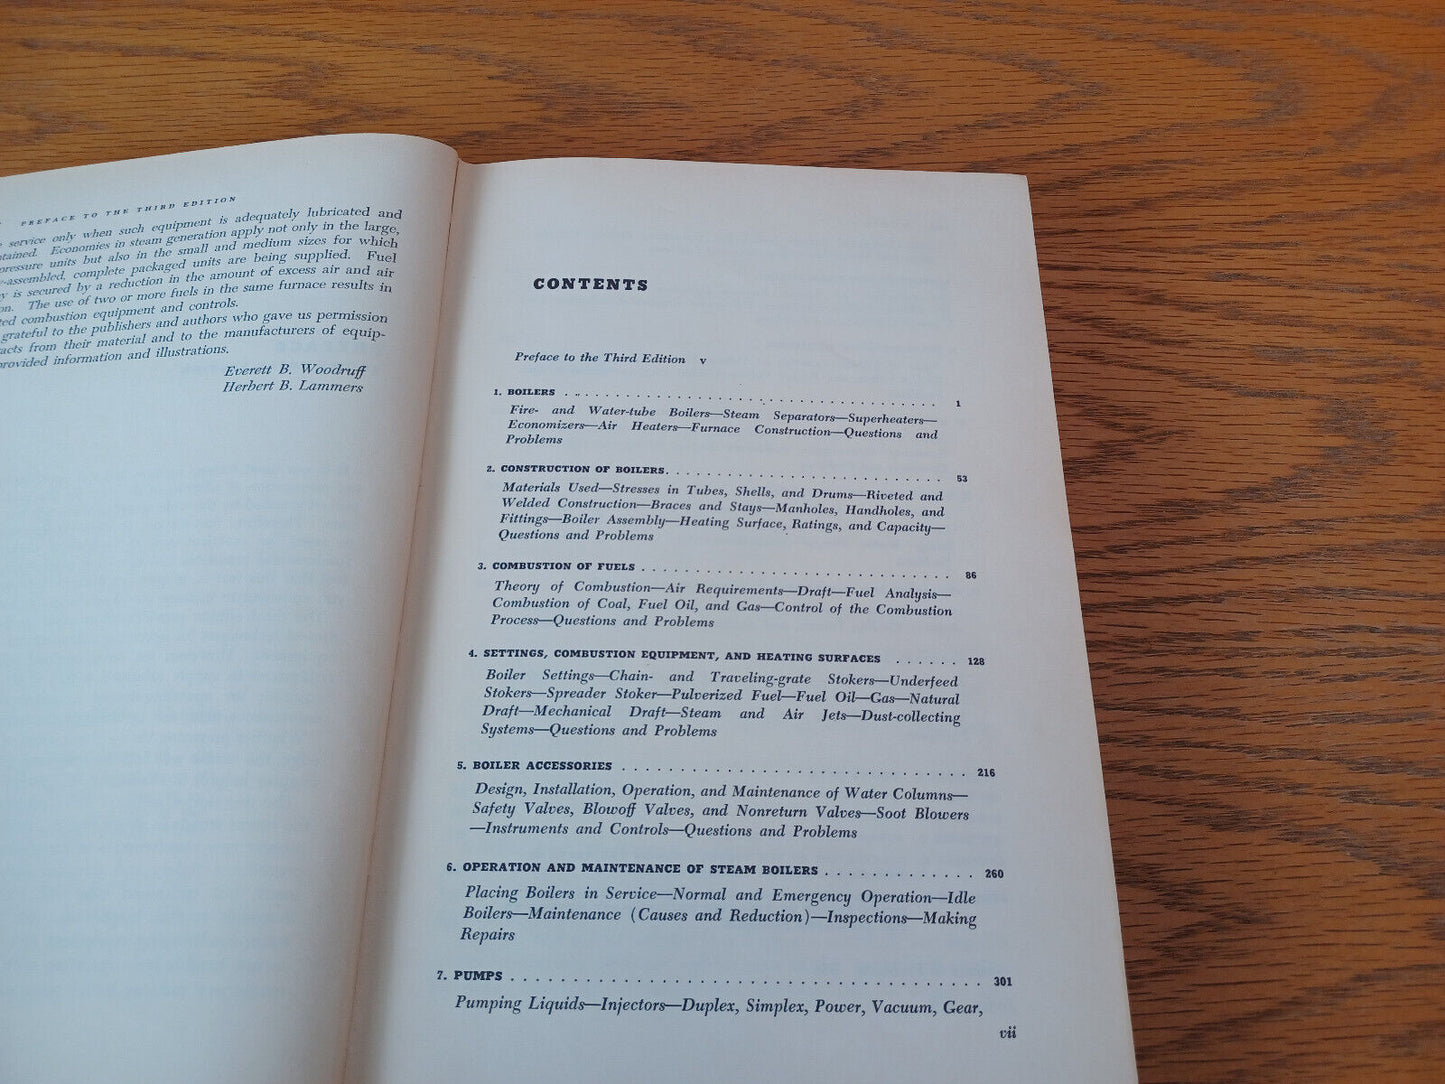 PREFACE TO THE THIRD EDITION
service only when such equipment is adequately lubricated and
Economies in steam generation apply not only in the large,
pressure units but also in the small and medium sizes for which
complete packaged units are being supplied. Fuel
is secured by a reduction in the amount of excess air and air
The use of two or more fuels in the same furnace results in
combustion equipment and controls.
grateful to the publishers and authors who gave us permission
from their material and to the manufacturers of equip-
provided information and illustrations.
Everett B. Woodruff
Herbert B. Lammers
CONTENTS
Preface to the Third Edition v
1. BOILERS . . . . . . . . . . . . . . . . . . . . . . . . . . . . . . . . 1
Fire- and Water-tube Boilers—Steam Separators—Superheaters—
Economizers—Air Heaters—Furnace Construction—Questions and
Problems
2. CONSTRUCTION OF BOILERS. . . . . . . . . . . . . . . . . . . . . . . . 53
Materials Used—Stresses in Tubes, Shells, and Drums—Riveted and
Welded Construction—Braces and Stays—Manholes, Handholes, and
Fittings—Boiler Assembly—Heating Surface, Ratings, and Capacity—
Questions and Problems
3. COMBUSTION OF FUELS . . . . . . . . . . . . . . . . . . . . . . . . . . . 86
Theory of Combustion—Air Requirements—Draft—Fuel Analysis—
Combustion of Coal, Fuel Oil, and Gas—Control of the Combustion
Process—Questions and Problems
4. SETTINGS, COMBUSTION EQUIPMENT, AND HEATING SURFACES . . . . . . 128
Boiler Settings—Chain- and Traveling-grate Stokers—Underfeed
Stokers—Spreader Stoker—Pulverized Fuel—Fuel Oil—Gas—Natural
Draft—Mechanical Draft—Steam and Air Jets—Dust-collecting
Systems—Questions and Problems
5. BOILER ACCESSORIES . . . . . . . . . . . . . . . . . . . . . . . . . . . . . . 216
Design, Installation, Operation, and Maintenance of Water Columns—
Safety Valves, Blowoff Valves, and Nonreturn Valves—Soot Blowers
—Instruments and Controls—Questions and Problems
6. OPERATION AND MAINTENANCE OF STEAM BOILERS . . . . . . . . . . . . . 260
Placing Boilers in Service—Normal and Emergency Operation—Idle
Boilers—Maintenance (Causes and Reduction)—Inspections—Making
Repairs
7. PUMPS . . . . . . . . . . . . . . . . . . . . . . . . . . . . . . . . . . . . . . . . 301
Pumping Liquids—Injectors—Duplex, Simplex, Power, Vacuum, Gear,
vii